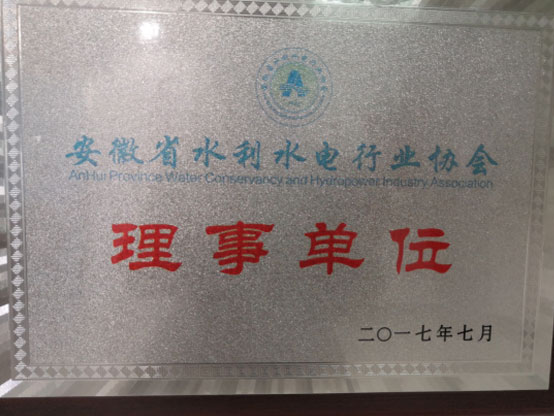 安徽省水利水电行业协会
AnHui Province Water Conservancy and Hydropower Industry Association
理事单位
二〇一七年七月